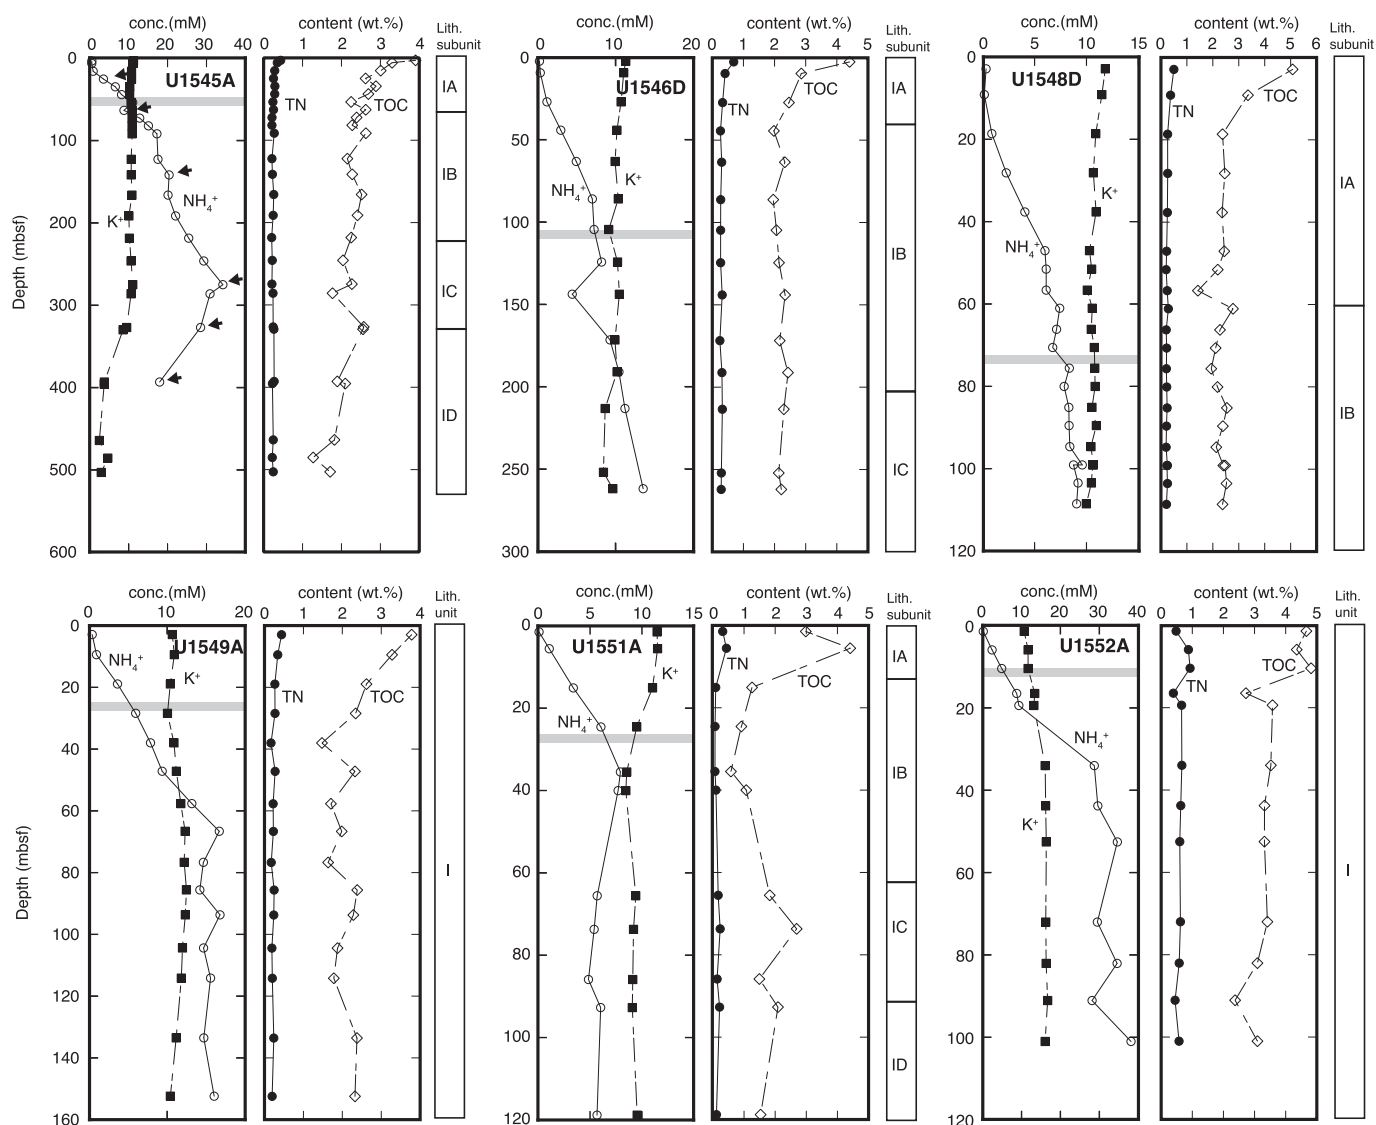 conc. (mM)
content (wt.%)
Lith.
subunit
0 10 20 30 40
0 1 2 3 4
0
100
200
300
400
500
600
Depth (mbsf)
U1545A
TN
TOC
K+
NH4+
IA
IB
IC
ID
conc. (mM)
content (wt.%)
Lith.
subunit
0 10 20
0 1 2 3 4 5
0
50
100
150
200
250
300
U1546D
TN
TOC
NH4+
K+
IA
IB
IC
conc.(mM)
content (wt.%)
Lith.
subunit
0 5 10 15
0 1 2 3 4 5 6
0
20
40
60
80
100
120
U1548D
TN
TOC
K+
NH4+
IA
IB
conc.(mM)
content (wt.%)
Lith.
unit
0 10 20
0 1 2 3 4
0
20
40
60
80
100
120
140
160
Depth (mbsf)
U1549A
NH4+
K+
TN
TOC
I
conc.(mM)
content (wt.%)
Lith.
subunit
0 5 10 15
0 1 2 3 4 5
0
20
40
60
80
100
120
U1551A
K+
NH4+
TN
TOC
IA
IB
IC
ID
conc.(mM)
content (wt.%)
Lith.
unit
0 10 20 30 40
0 1 2 3 4 5
0
20
40
60
80
100
120
U1552A
NH4+
K+
TN
TOC
I